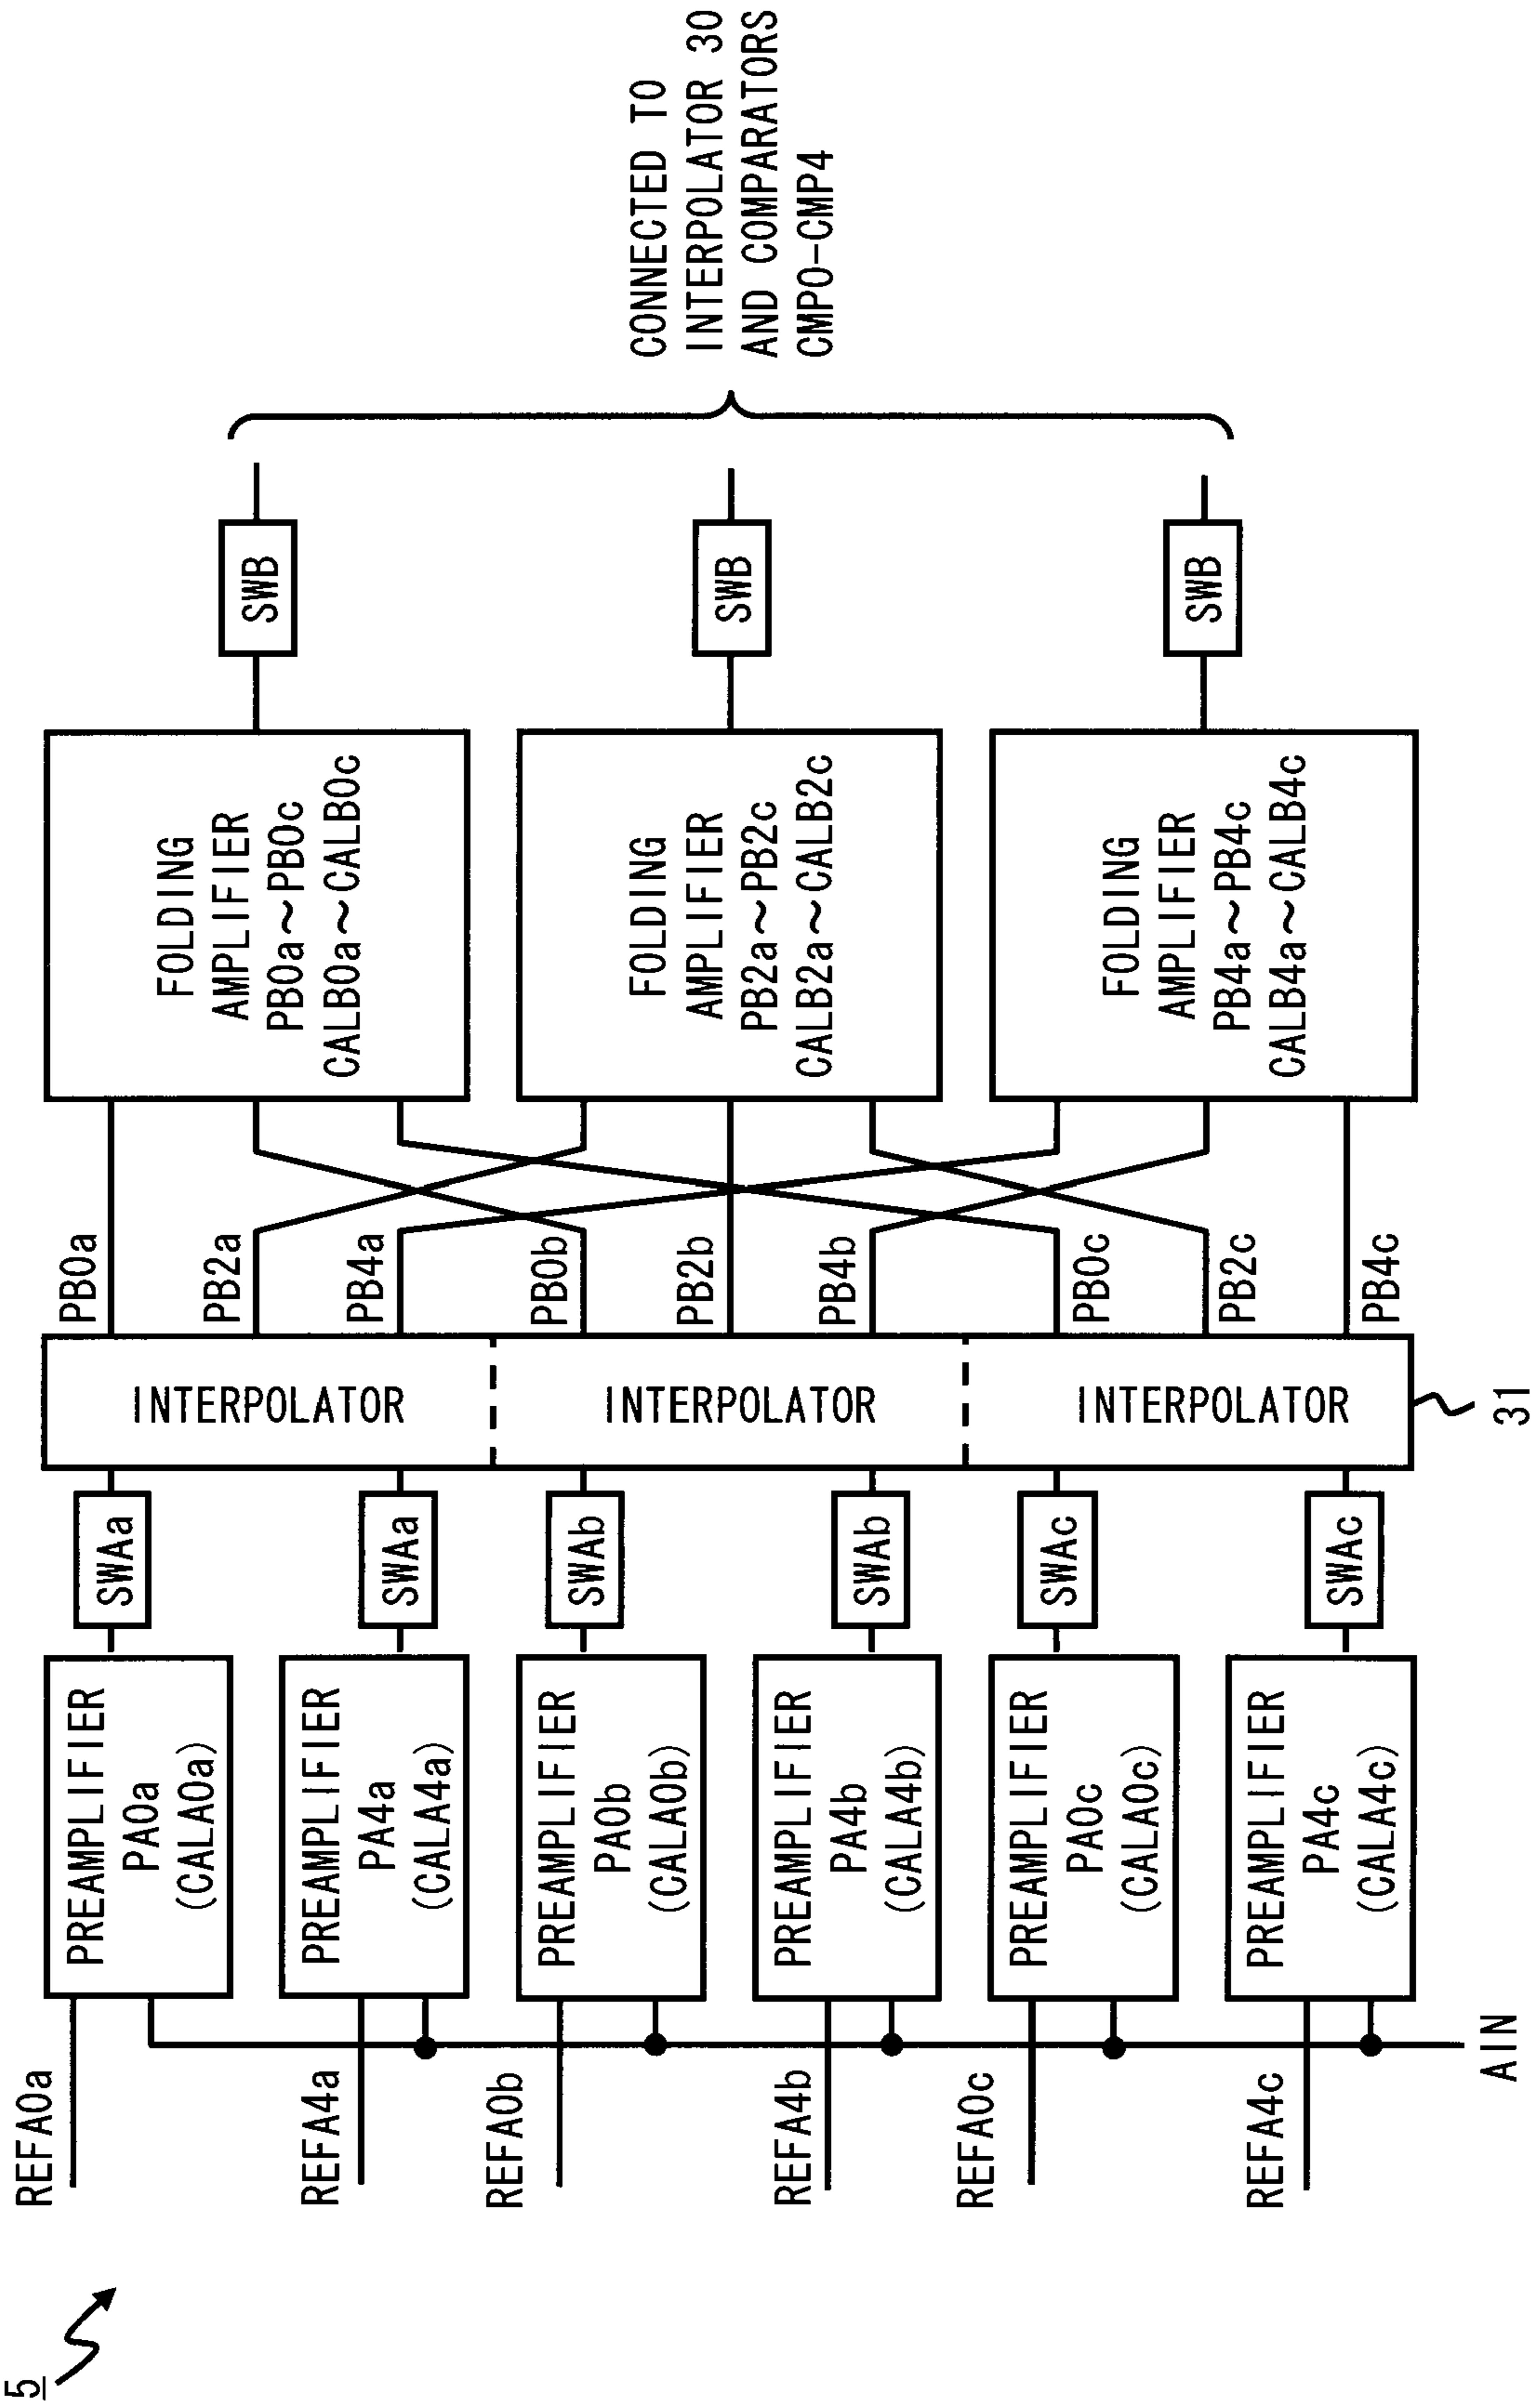 5
REFA0a
REFA4a
REFA0b
REFA4b
REFA0c
REFA4c
AIN
PREAMPLIFIER
PA0a
(CALA0a)
PREAMPLIFIER
PA4a
(CALA4a)
PREAMPLIFIER
PA0b
(CALA0b)
PREAMPLIFIER
PA4b
(CALA4b)
PREAMPLIFIER
PA0c
(CALA0c)
PREAMPLIFIER
PA4c
(CALA4c)
SWAa
SWAa
SWAb
SWAb
SWAc
SWAc
INTERPOLATOR
INTERPOLATOR
INTERPOLATOR
31
PB0a
PB2a
PB4a
PB0b
PB2b
PB4b
PB0c
PB2c
PB4c
FOLDING
AMPLIFIER
PB0a~PB0c
CALB0a~CALB0c
FOLDING
AMPLIFIER
PB2a~PB2c
CALB2a~CALB2c
FOLDING
AMPLIFIER
PB4a~PB4c
CALB4a~CALB4c
SWB
SWB
SWB
CONNECTED TO
INTERPOLATOR 30
AND COMPARATORS
CMP0-CMP4